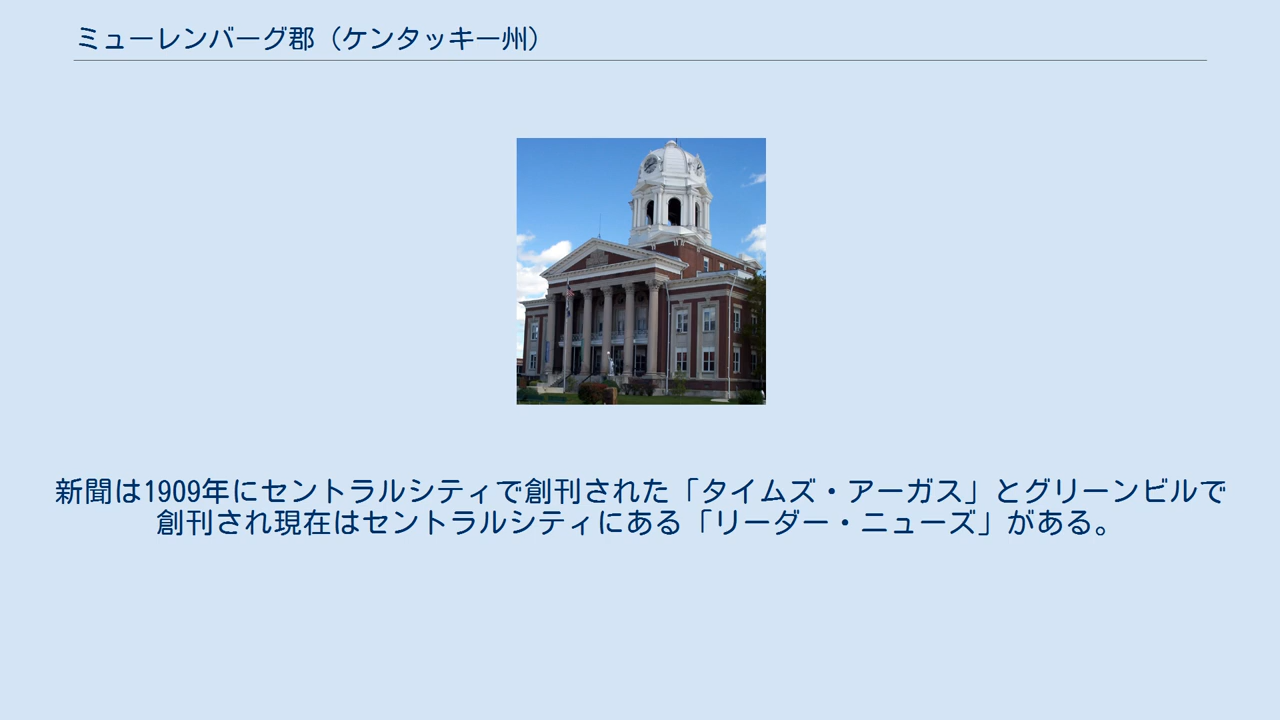 ミューレンバーグ郡（ケンタッキー州）
新聞は1909年にセントラルシティで創刊された「タイムズ・アーガス」とグリーンビルで
創刊され現在はセントラルシティにある「リーダー・ニューズ」がある。